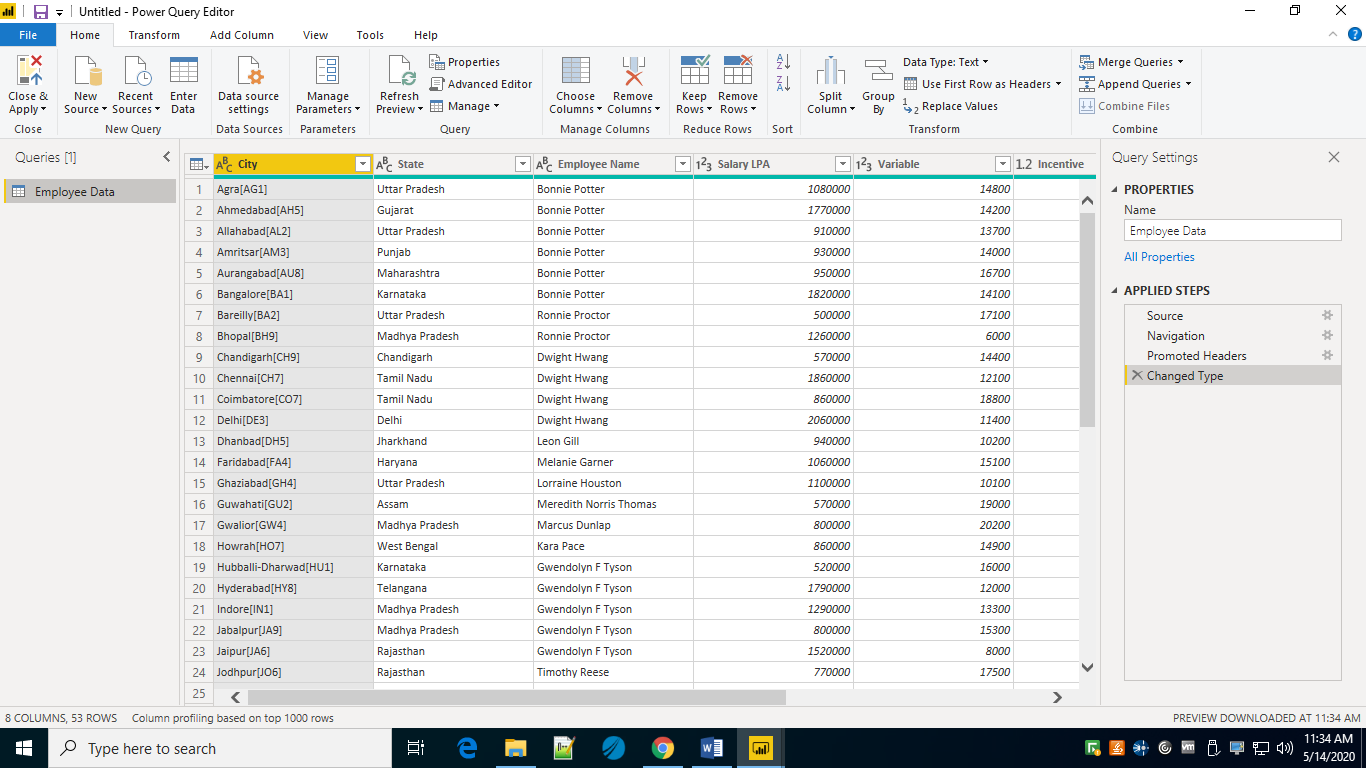 Untitled - Power Query Editor
File Home Transform Add Column View Tools Help
Close & Apply
New Source
Recent Sources
Enter Data
Data source settings
Manage Parameters
Refresh Preview
Properties
Advanced Editor
Manage
Choose Columns
Remove Columns
Keep Rows
Remove Rows
Split Column
Group By
Data Type: Text
Use First Row as Headers
Replace Values
Merge Queries
Append Queries
Combine Files
Close New Query Data Sources Parameters Query Manage Columns Reduce Rows Sort Transform Combine
Queries [1]
Employee Data
City State Employee Name Salary LPA Variable Incentive
1 Agra[AG1] Uttar Pradesh Bonnie Potter 1080000 14800
2 Ahmedabad[AH5] Gujarat Bonnie Potter 1770000 14200
3 Allahabad[AL2] Uttar Pradesh Bonnie Potter 910000 13700
4 Amritsar[AM3] Punjab Bonnie Potter 930000 14000
5 Aurangabad[AU8] Maharashtra Bonnie Potter 950000 16700
6 Bangalore[BA1] Karnataka Bonnie Potter 1820000 14100
7 Bareilly[BA2] Uttar Pradesh Ronnie Proctor 500000 17100
8 Bhopal[BH9] Madhya Pradesh Ronnie Proctor 1260000 6000
9 Chandigarh[CH9] Chandigarh Dwight Hwang 570000 14400
10 Chennai[CH7] Tamil Nadu Dwight Hwang 1860000 12100
11 Coimbatore[CO7] Tamil Nadu Dwight Hwang 860000 18800
12 Delhi[DE3] Delhi Dwight Hwang 2060000 11400
13 Dhanbad[DH5] Jharkhand Leon Gill 940000 10200
14 Faridabad[FA4] Haryana Melanie Garner 1060000 15100
15 Ghaziabad[GH4] Uttar Pradesh Lorraine Houston 1100000 10100
16 Guwahati[GU2] Assam Meredith Norris Thomas 570000 19000
17 Gwalior[GW4] Madhya Pradesh Marcus Dunlap 800000 20200
18 Howrah[HO7] West Bengal Kara Pace 860000 14900
19 Hubballi-Dharwad[HU1] Karnataka Gwendolyn F Tyson 520000 16000
20 Hyderabad[HY8] Telangana Gwendolyn F Tyson 1790000 12000
21 Indore[IN1] Madhya Pradesh Gwendolyn F Tyson 1290000 13300
22 Jabalpur[JA9] Madhya Pradesh Gwendolyn F Tyson 800000 15300
23 Jaipur[JA6] Rajasthan Gwendolyn F Tyson 1520000 8000
24 Jodhpur[JO6] Rajasthan Timothy Reese 770000 17500
25
Query Settings
PROPERTIES
Name
Employee Data
All Properties
APPLIED STEPS
Source
Navigation
Promoted Headers
Changed Type
8 COLUMNS, 53 ROWS Column profiling based on top 1000 rows PREVIEW DOWNLOADED AT 11:34 AM
Type here to search
11:34 AM
5/14/2020